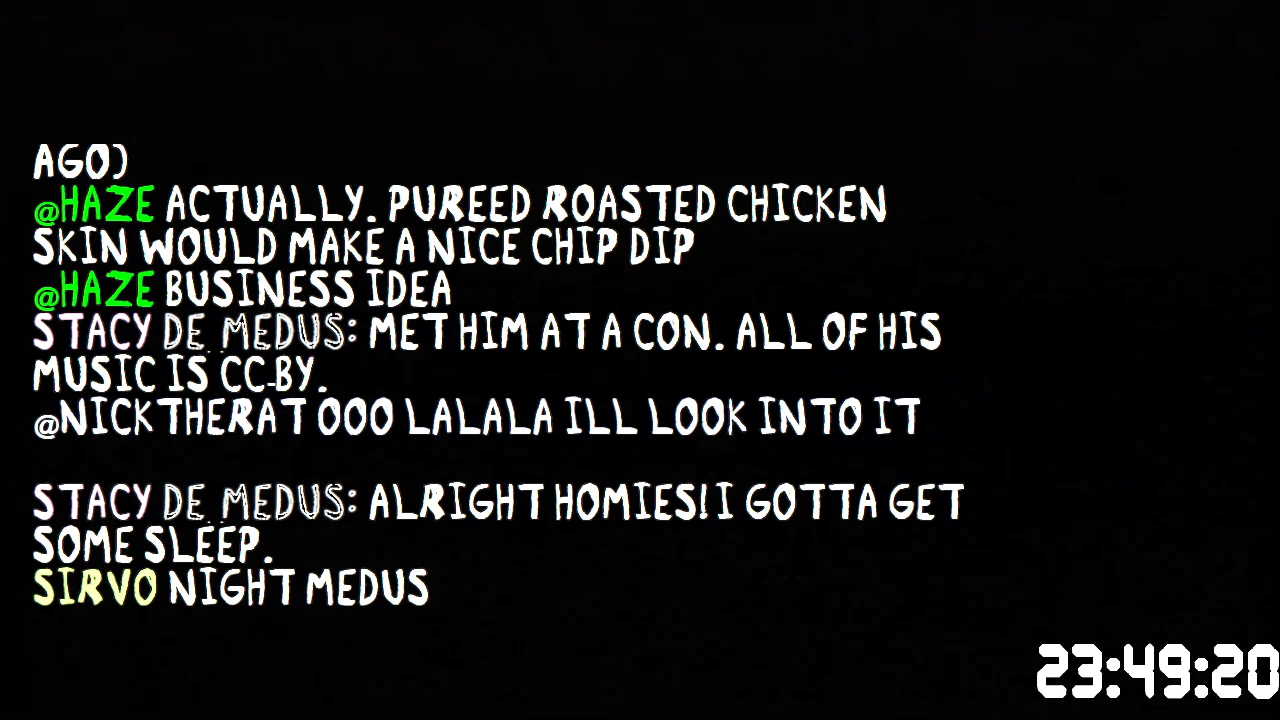 AGO)
@HAZE ACTUALLY. PUREED ROASTED CHICKEN
SKIN WOULD MAKE A NICE CHIP DIP
@HAZE BUSINESS IDEA
STACY DE MEDUS: MET HIM AT A CON. ALL OF HIS
MUSIC IS CC-BY.
@NICKTHERAT OOO LALALA ILL LOOK INTO IT
STACY DE MEDUS: ALRIGHT HOMIES! I GOTTA GET
SOME SLEEP.
SIRVO NIGHT MEDUS
23:49:20